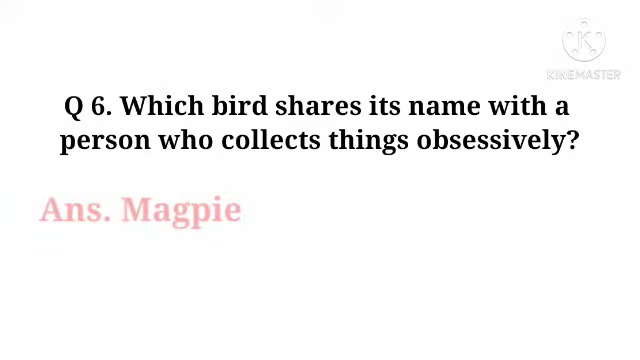 KINEMASTER
Q 6. Which bird shares its name with a
person who collects things obsessively?
Ans. Magpie